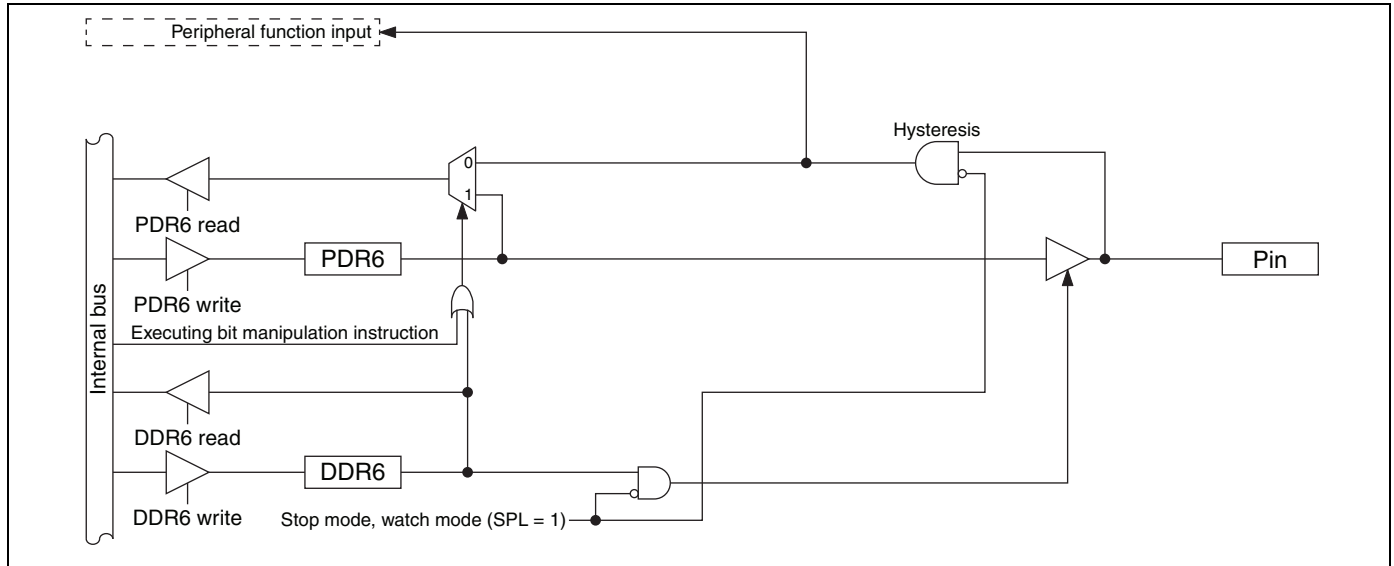 Peripheral function input
Hysteresis
0
1
PDR6 read
PDR6
Pin
PDR6 write
Executing bit manipulation instruction
Internal bus
DDR6 read
DDR6
DDR6 write
Stop mode, watch mode (SPL = 1)